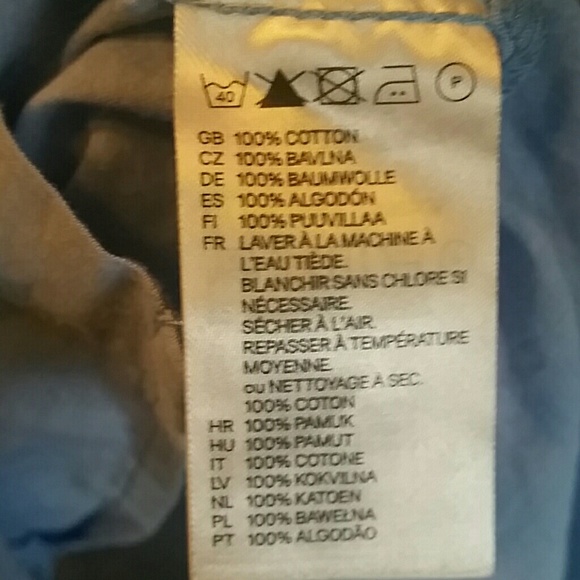 40 P
GB 100% COTTON
CZ 100% BAVLNA
DE 100% BAUMWOLLE
ES 100% ALGODÓN
FI 100% PUUVILLAA
FR LAVER À LA MACHINE À
L'EAU TIÈDE.
BLANCHIR SANS CHLORE SI
NÉCESSAIRE.
SÉCHER À L'AIR.
REPASSER À TEMPÉRATURE
MOYENNE.
ou NETTOYAGE À SEC.
100% COTON
HR 100% PAMUK
HU 100% PAMUT
IT 100% COTONE
LV 100% KOKVILNA
NL 100% KATOEN
PL 100% BAWEŁNA
PT 100% ALGODÃO